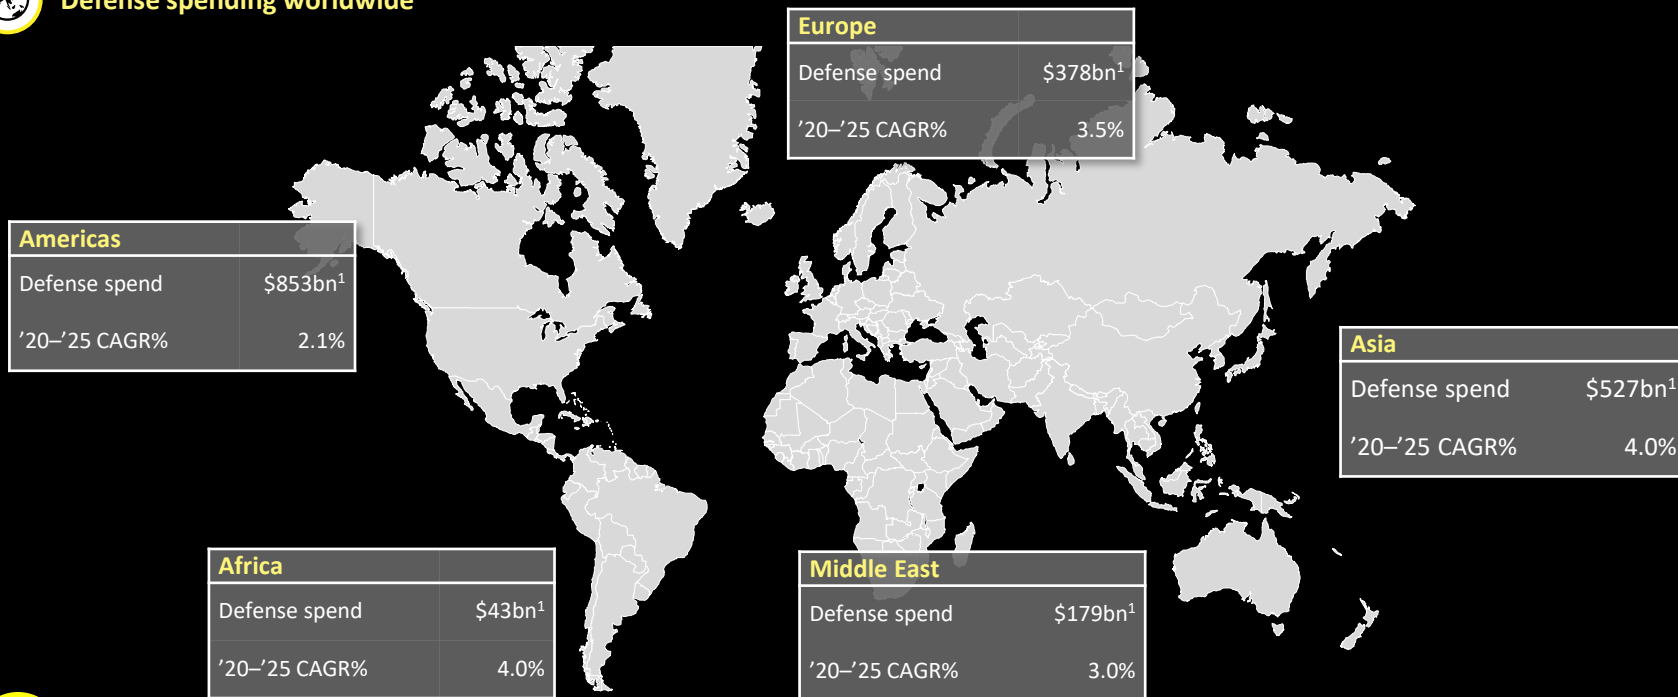 Defense spending worldwide
Europe
Defense spend $378bn¹
’20–’25 CAGR% 3.5%
Americas
Defense spend $853bn¹
’20–’25 CAGR% 2.1%
Asia
Defense spend $527bn¹
’20–’25 CAGR% 4.0%
Africa
Defense spend $43bn¹
’20–’25 CAGR% 4.0%
Middle East
Defense spend $179bn¹
’20–’25 CAGR% 3.0%